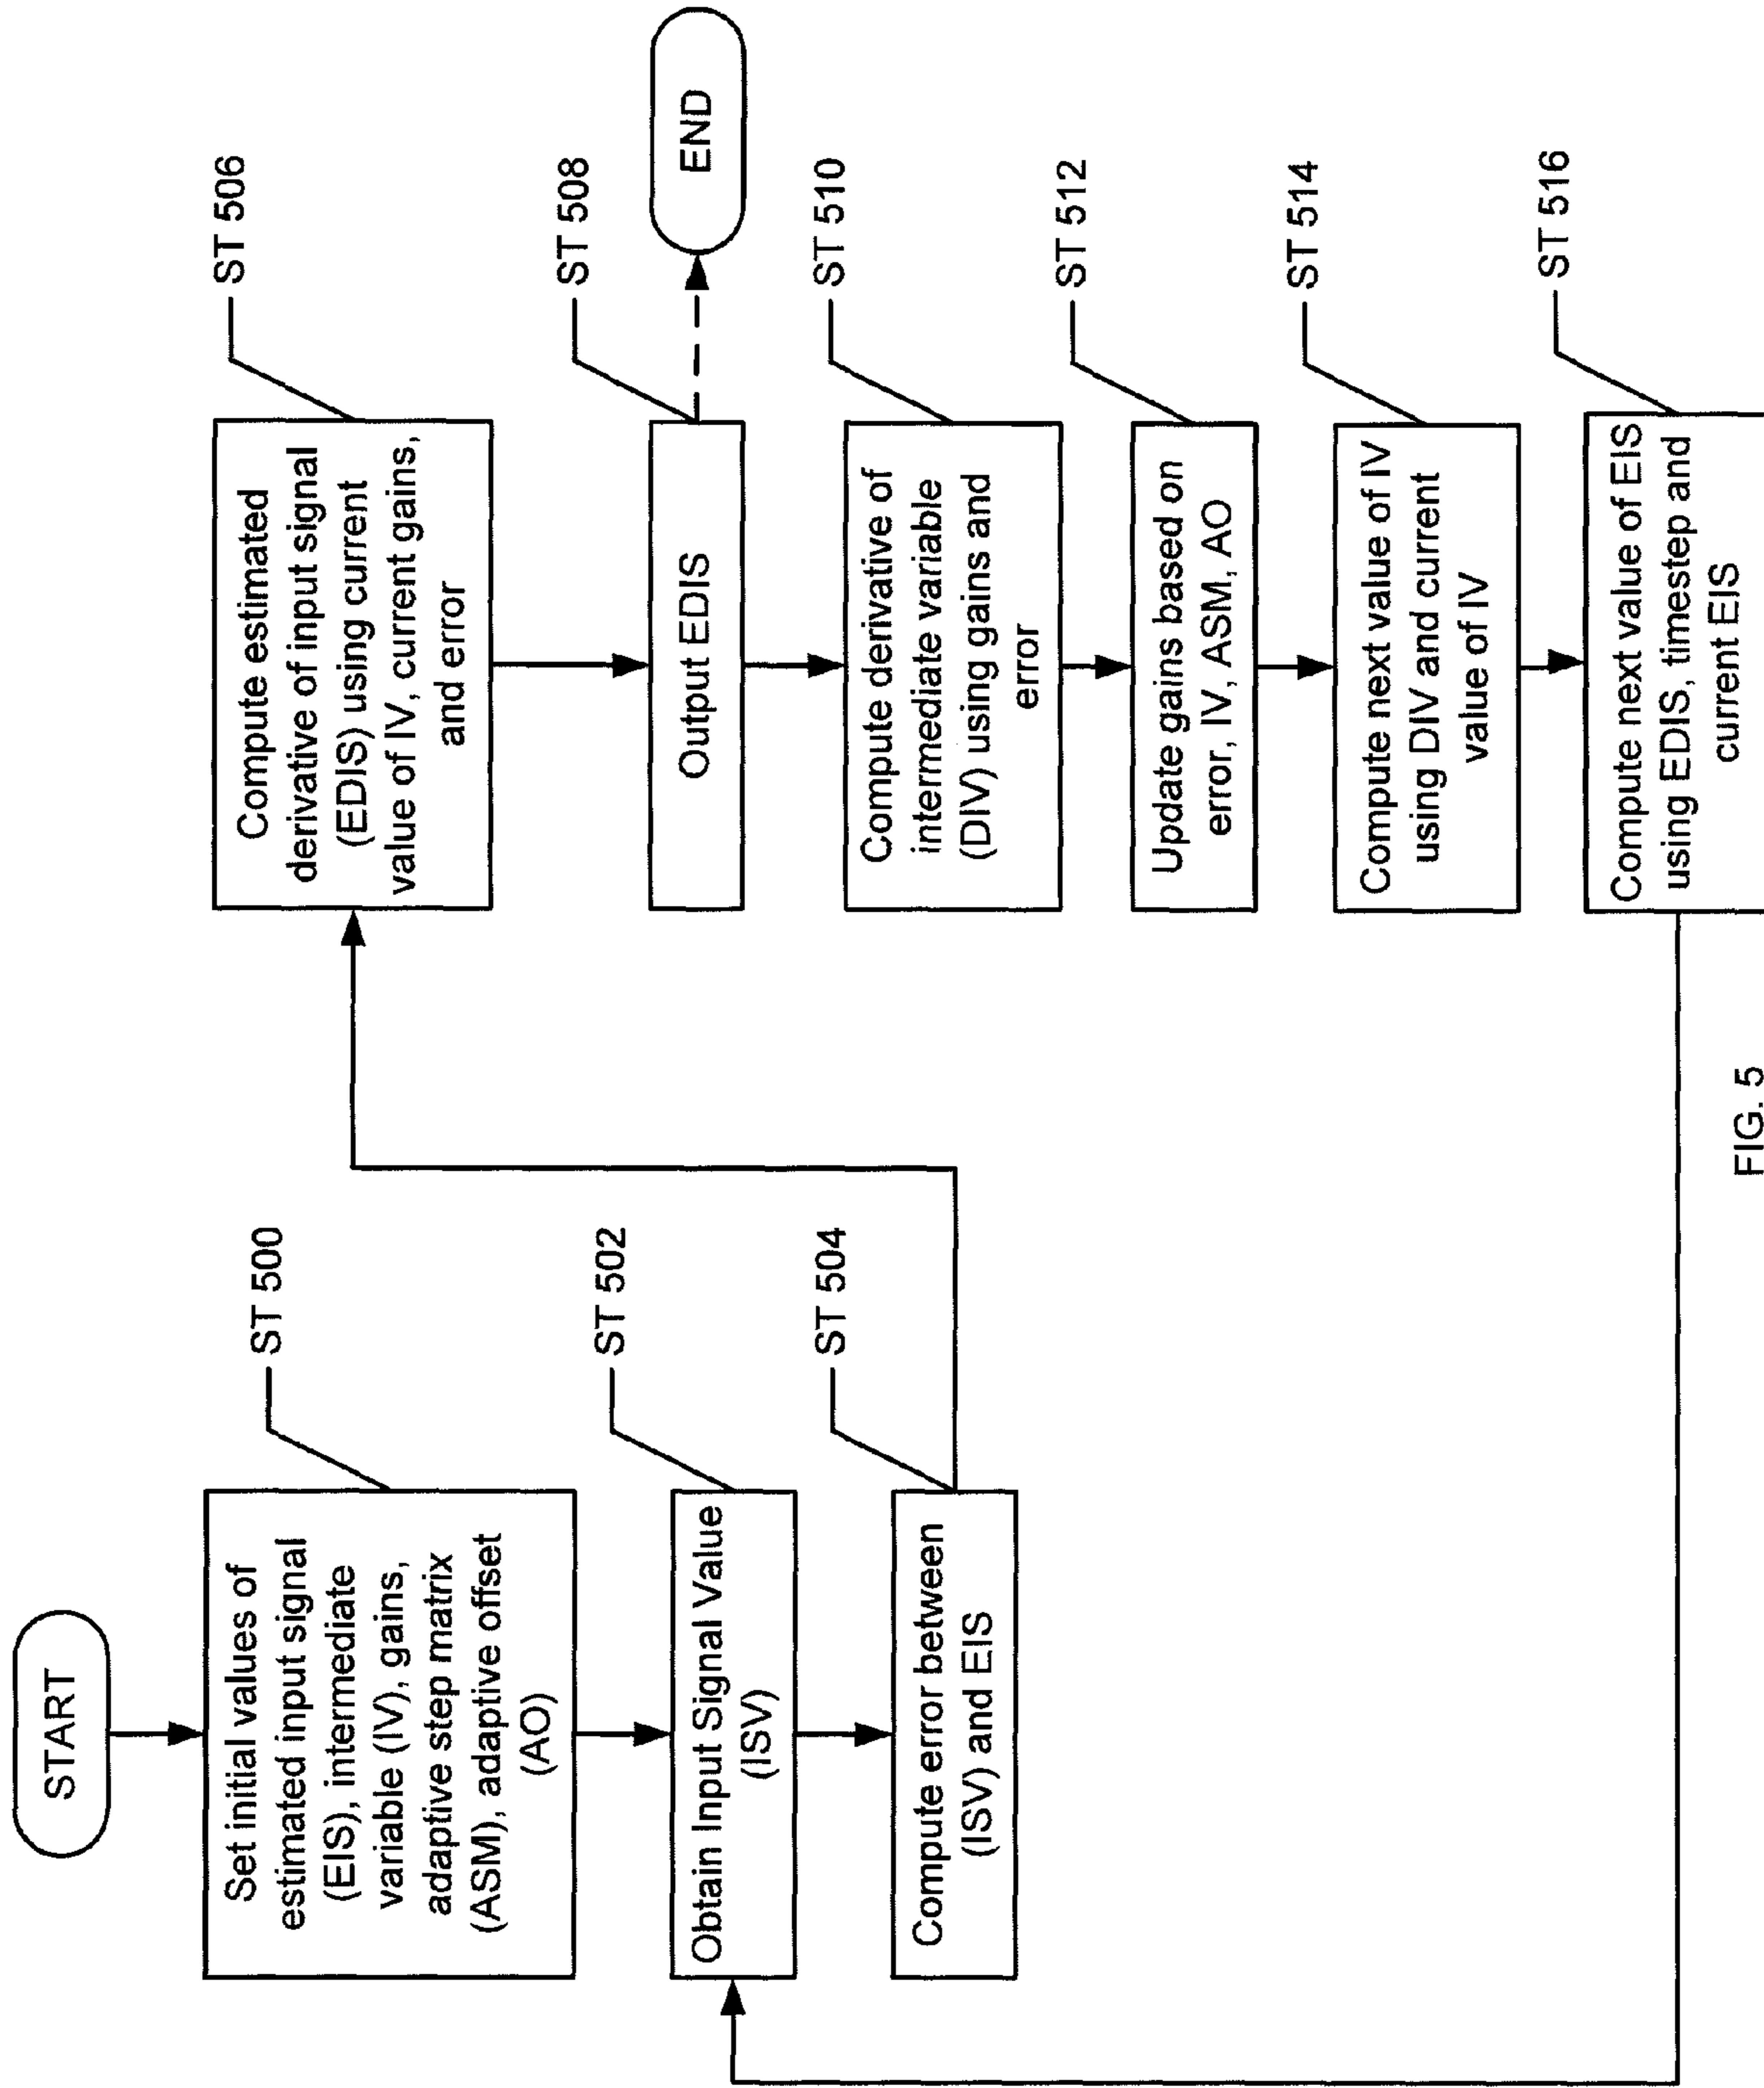 START
ST 500
Set initial values of
estimated input signal
(EIS), intermediate
variable (IV), gains,
adaptive step matrix
(ASM), adaptive offset
(AO)
ST 502
Obtain Input Signal Value
(ISV)
ST 504
Compute error between
(ISV) and EIS
ST 506
Compute estimated
derivative of input signal
(EDIS) using current
value of IV, current gains,
and error
ST 508
Output EDIS
END
ST 510
Compute derivative of
intermediate variable
(DIV) using gains and
error
ST 512
Update gains based on
error, IV, ASM, AO
ST 514
Compute next value of IV
using DIV and current
value of IV
ST 516
Compute next value of EIS
using EDIS, timestep and
current EIS
FIG. 5